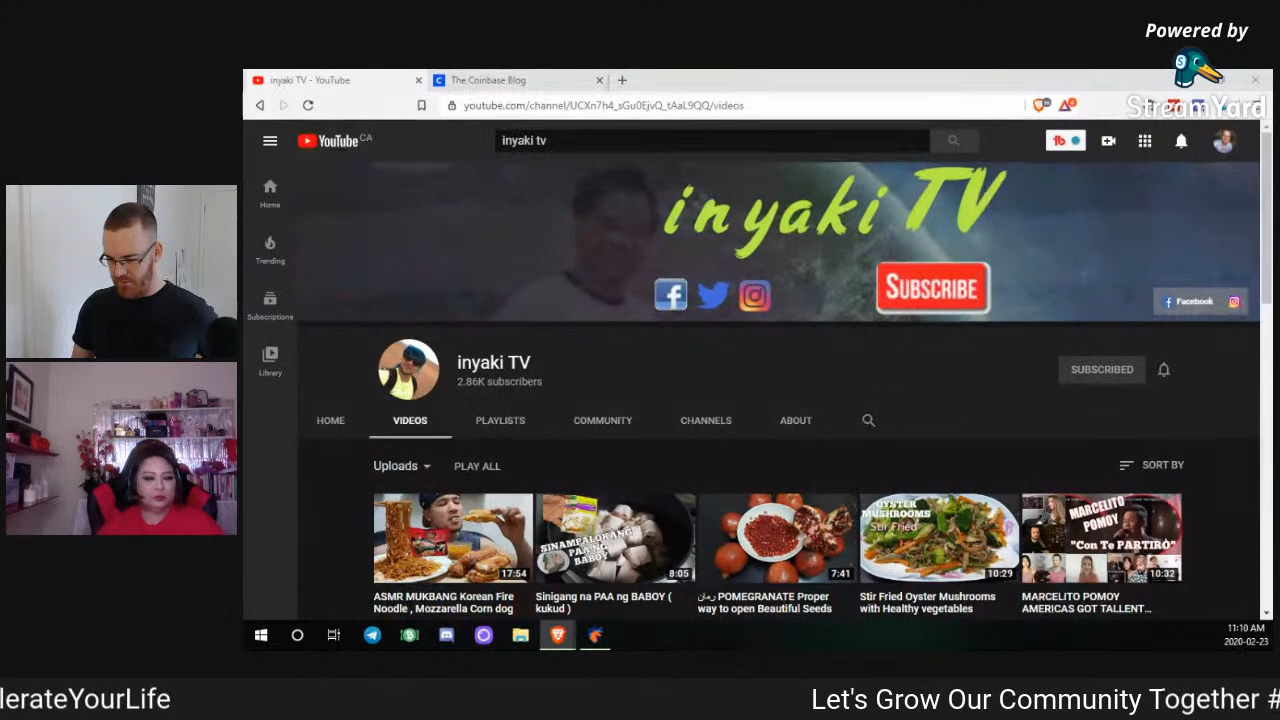 Powered by
StreamYard
inyaki TV - YouTube
The Coinbase Blog
youtube.com/channel/UCXn7h4_sGu0EjvQ_tAaL9QQ/videos
YouTube CA
inyaki tv
tb
inyaki TV
SUBSCRIBE
Facebook
Home
Trending
Subscriptions
Library
inyaki TV
2.86K subscribers
SUBSCRIBED
HOME
VIDEOS
PLAYLISTS
COMMUNITY
CHANNELS
ABOUT
Uploads
PLAY ALL
SORT BY
17:54
SINAMPALOKANG
PAA NG
BABOY
8:05
7:41
OYSTER
MUSHROOMS
Stir Fried
10:29
MARCELITO
POMOY
"Con Te PARTIRÒ"
10:32
ASMR MUKBANG Korean Fire
Noodle , Mozzarella Corn dog
Sinigang na PAA ng BABOY (
kukud )
رمان POMEGRANATE Proper
way to open Beautiful Seeds
Stir Fried Oyster Mushrooms
with Healthy vegetables
MARCELITO POMOY
AMERICAS GOT TALENT...
11:10 AM
2020-02-23
lerateYourLife
Let's Grow Our Community Together #